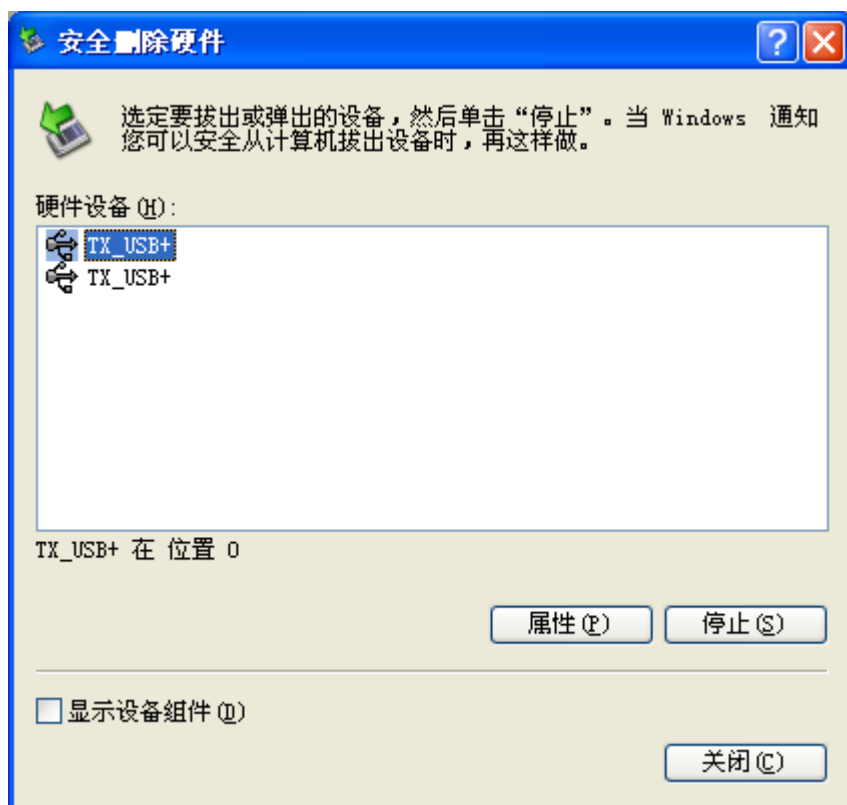 安全删除硬件
选定要拔出或弹出的设备，然后单击“停止”。当 Windows 通知
您可以安全从计算机拔出设备时，再这样做。
硬件设备(H):
TX_USB+
TX_USB+
TX_USB+ 在 位置 0
属性(P)
停止(S)
显示设备组件(D)
关闭(C)